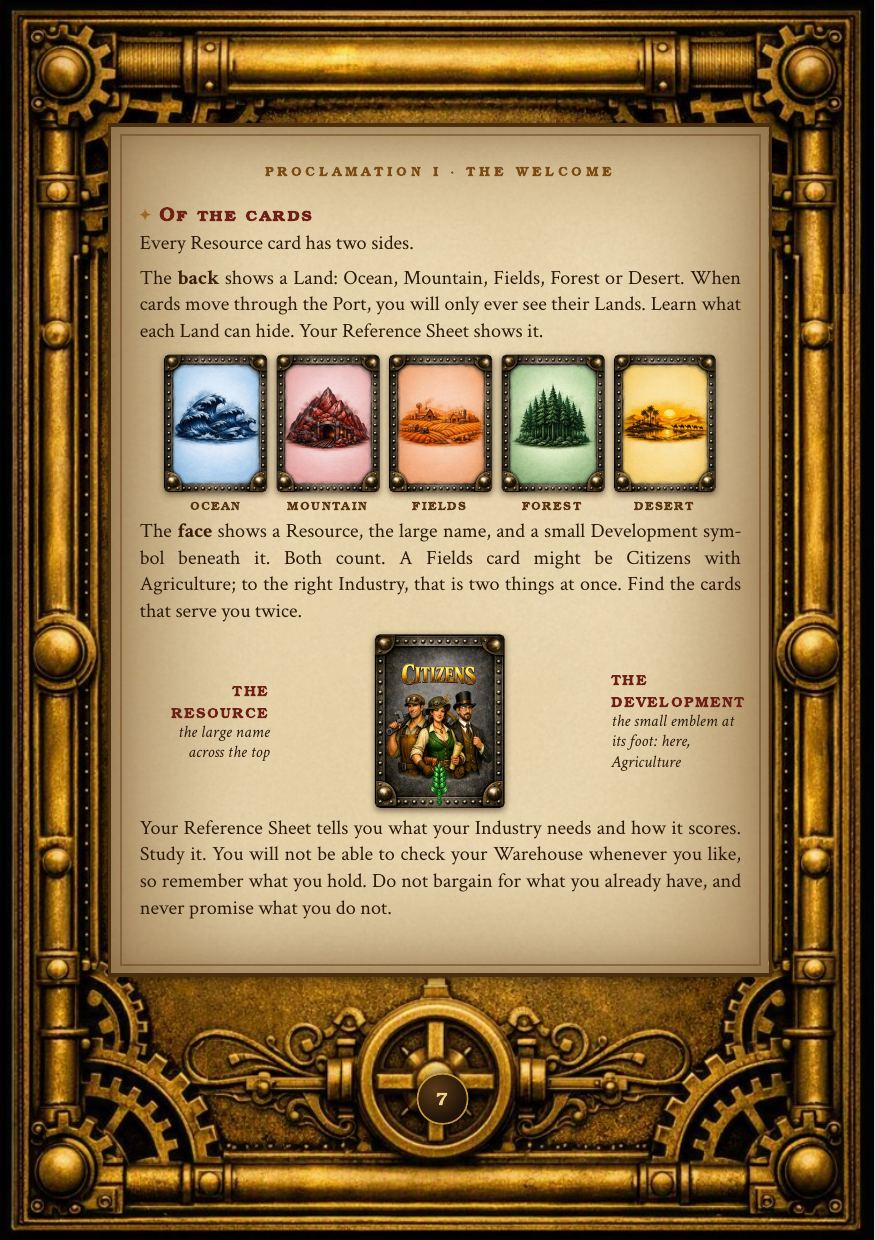 PROCLAMATION I · THE WELCOME
✦ OF THE CARDS
Every Resource card has two sides.
The back shows a Land: Ocean, Mountain, Fields, Forest or Desert. When
cards move through the Port, you will only ever see their Lands. Learn what
each Land can hide. Your Reference Sheet shows it.
OCEAN MOUNTAIN FIELDS FOREST DESERT
The face shows a Resource, the large name, and a small Development sym-
bol beneath it. Both count. A Fields card might be Citizens with
Agriculture; to the right Industry, that is two things at once. Find the cards
that serve you twice.
THE
RESOURCE
the large name
across the top
CITIZENS
THE
DEVELOPMENT
the small emblem at
its foot: here,
Agriculture
Your Reference Sheet tells you what your Industry needs and how it scores.
Study it. You will not be able to check your Warehouse whenever you like,
so remember what you hold. Do not bargain for what you already have, and
never promise what you do not.
7